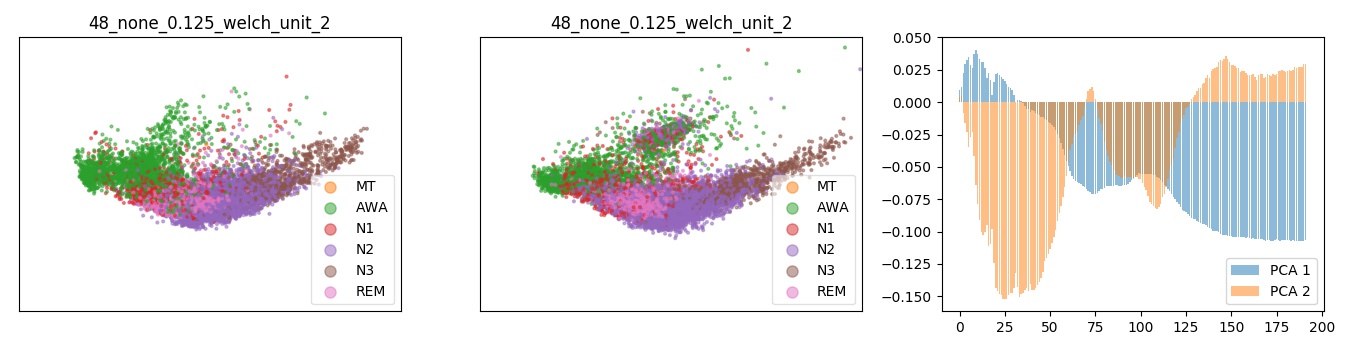 48_none_0.125_welch_unit_2
MT
AWA
N1
N2
N3
REM
48_none_0.125_welch_unit_2
MT
AWA
N1
N2
N3
REM
0.050
0.025
0.000
−0.025
−0.050
−0.075
−0.100
−0.125
−0.150
0 25 50 75 100 125 150 175 200
PCA 1
PCA 2